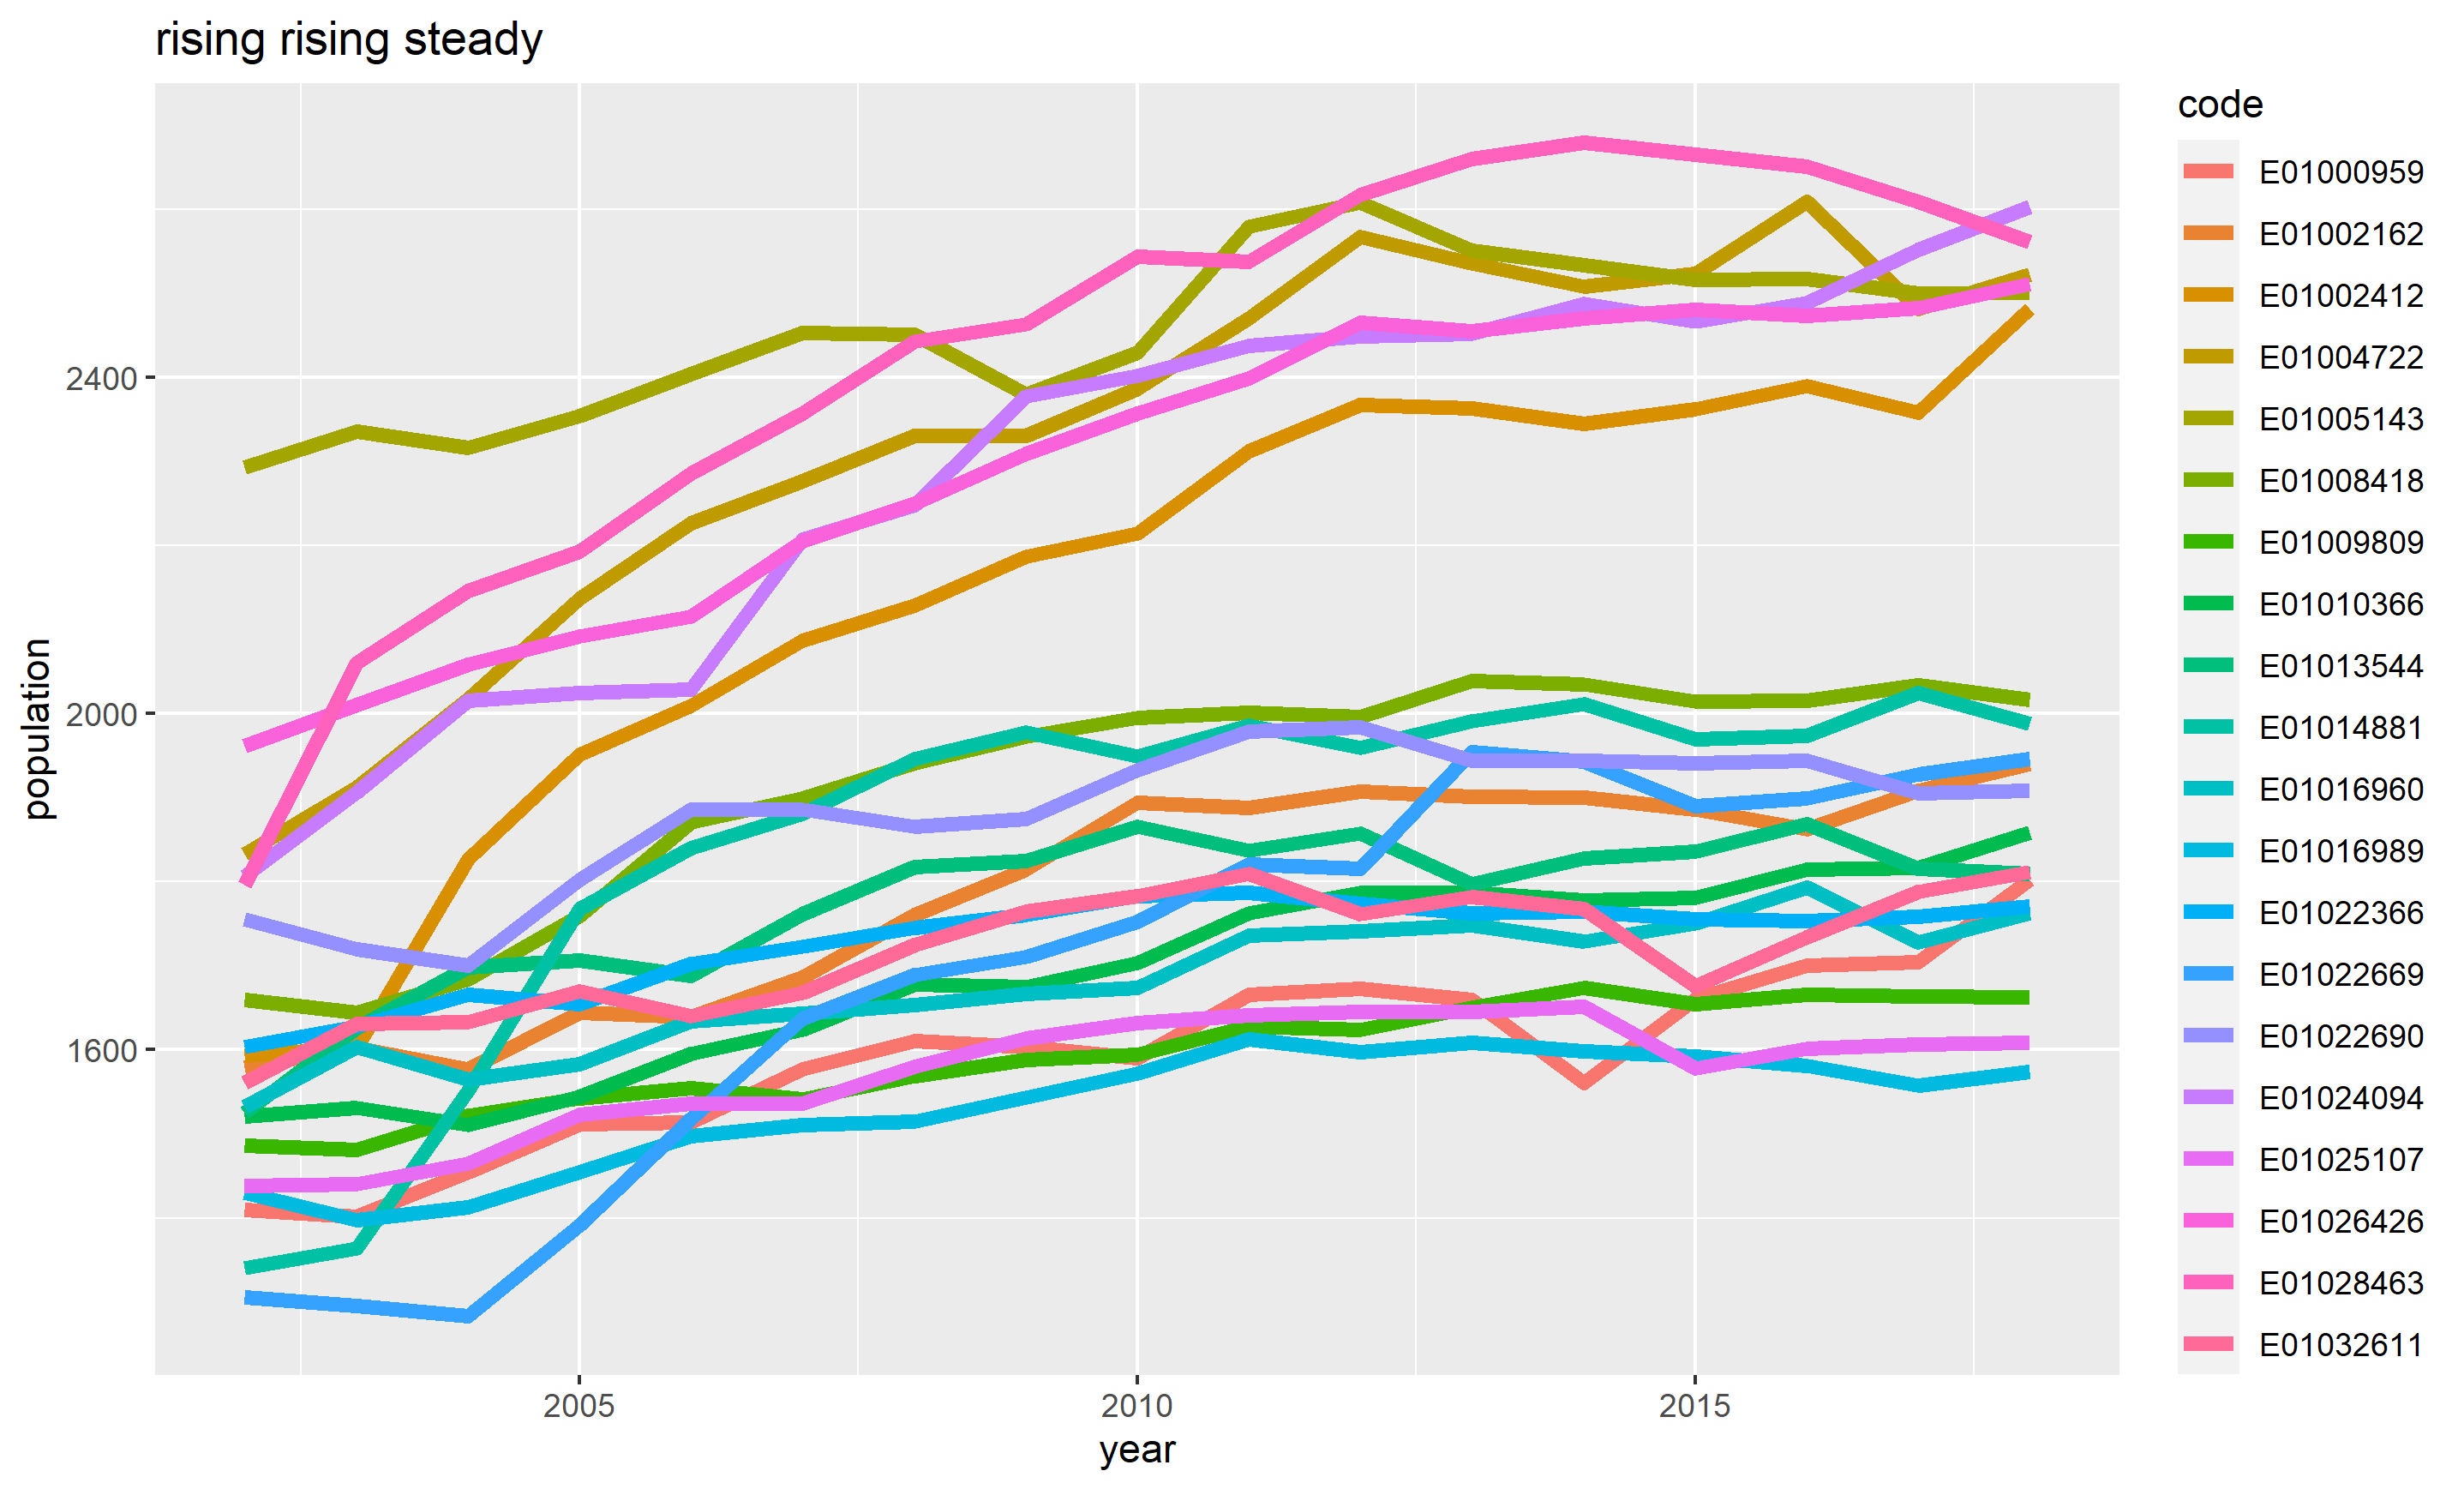 rising rising steady
population
2400
2000
1600
2005
2010
2015
year
code
E01000959
E01002162
E01002412
E01004722
E01005143
E01008418
E01009809
E01010366
E01013544
E01014881
E01016960
E01016989
E01022366
E01022669
E01022690
E01024094
E01025107
E01026426
E01028463
E01032611